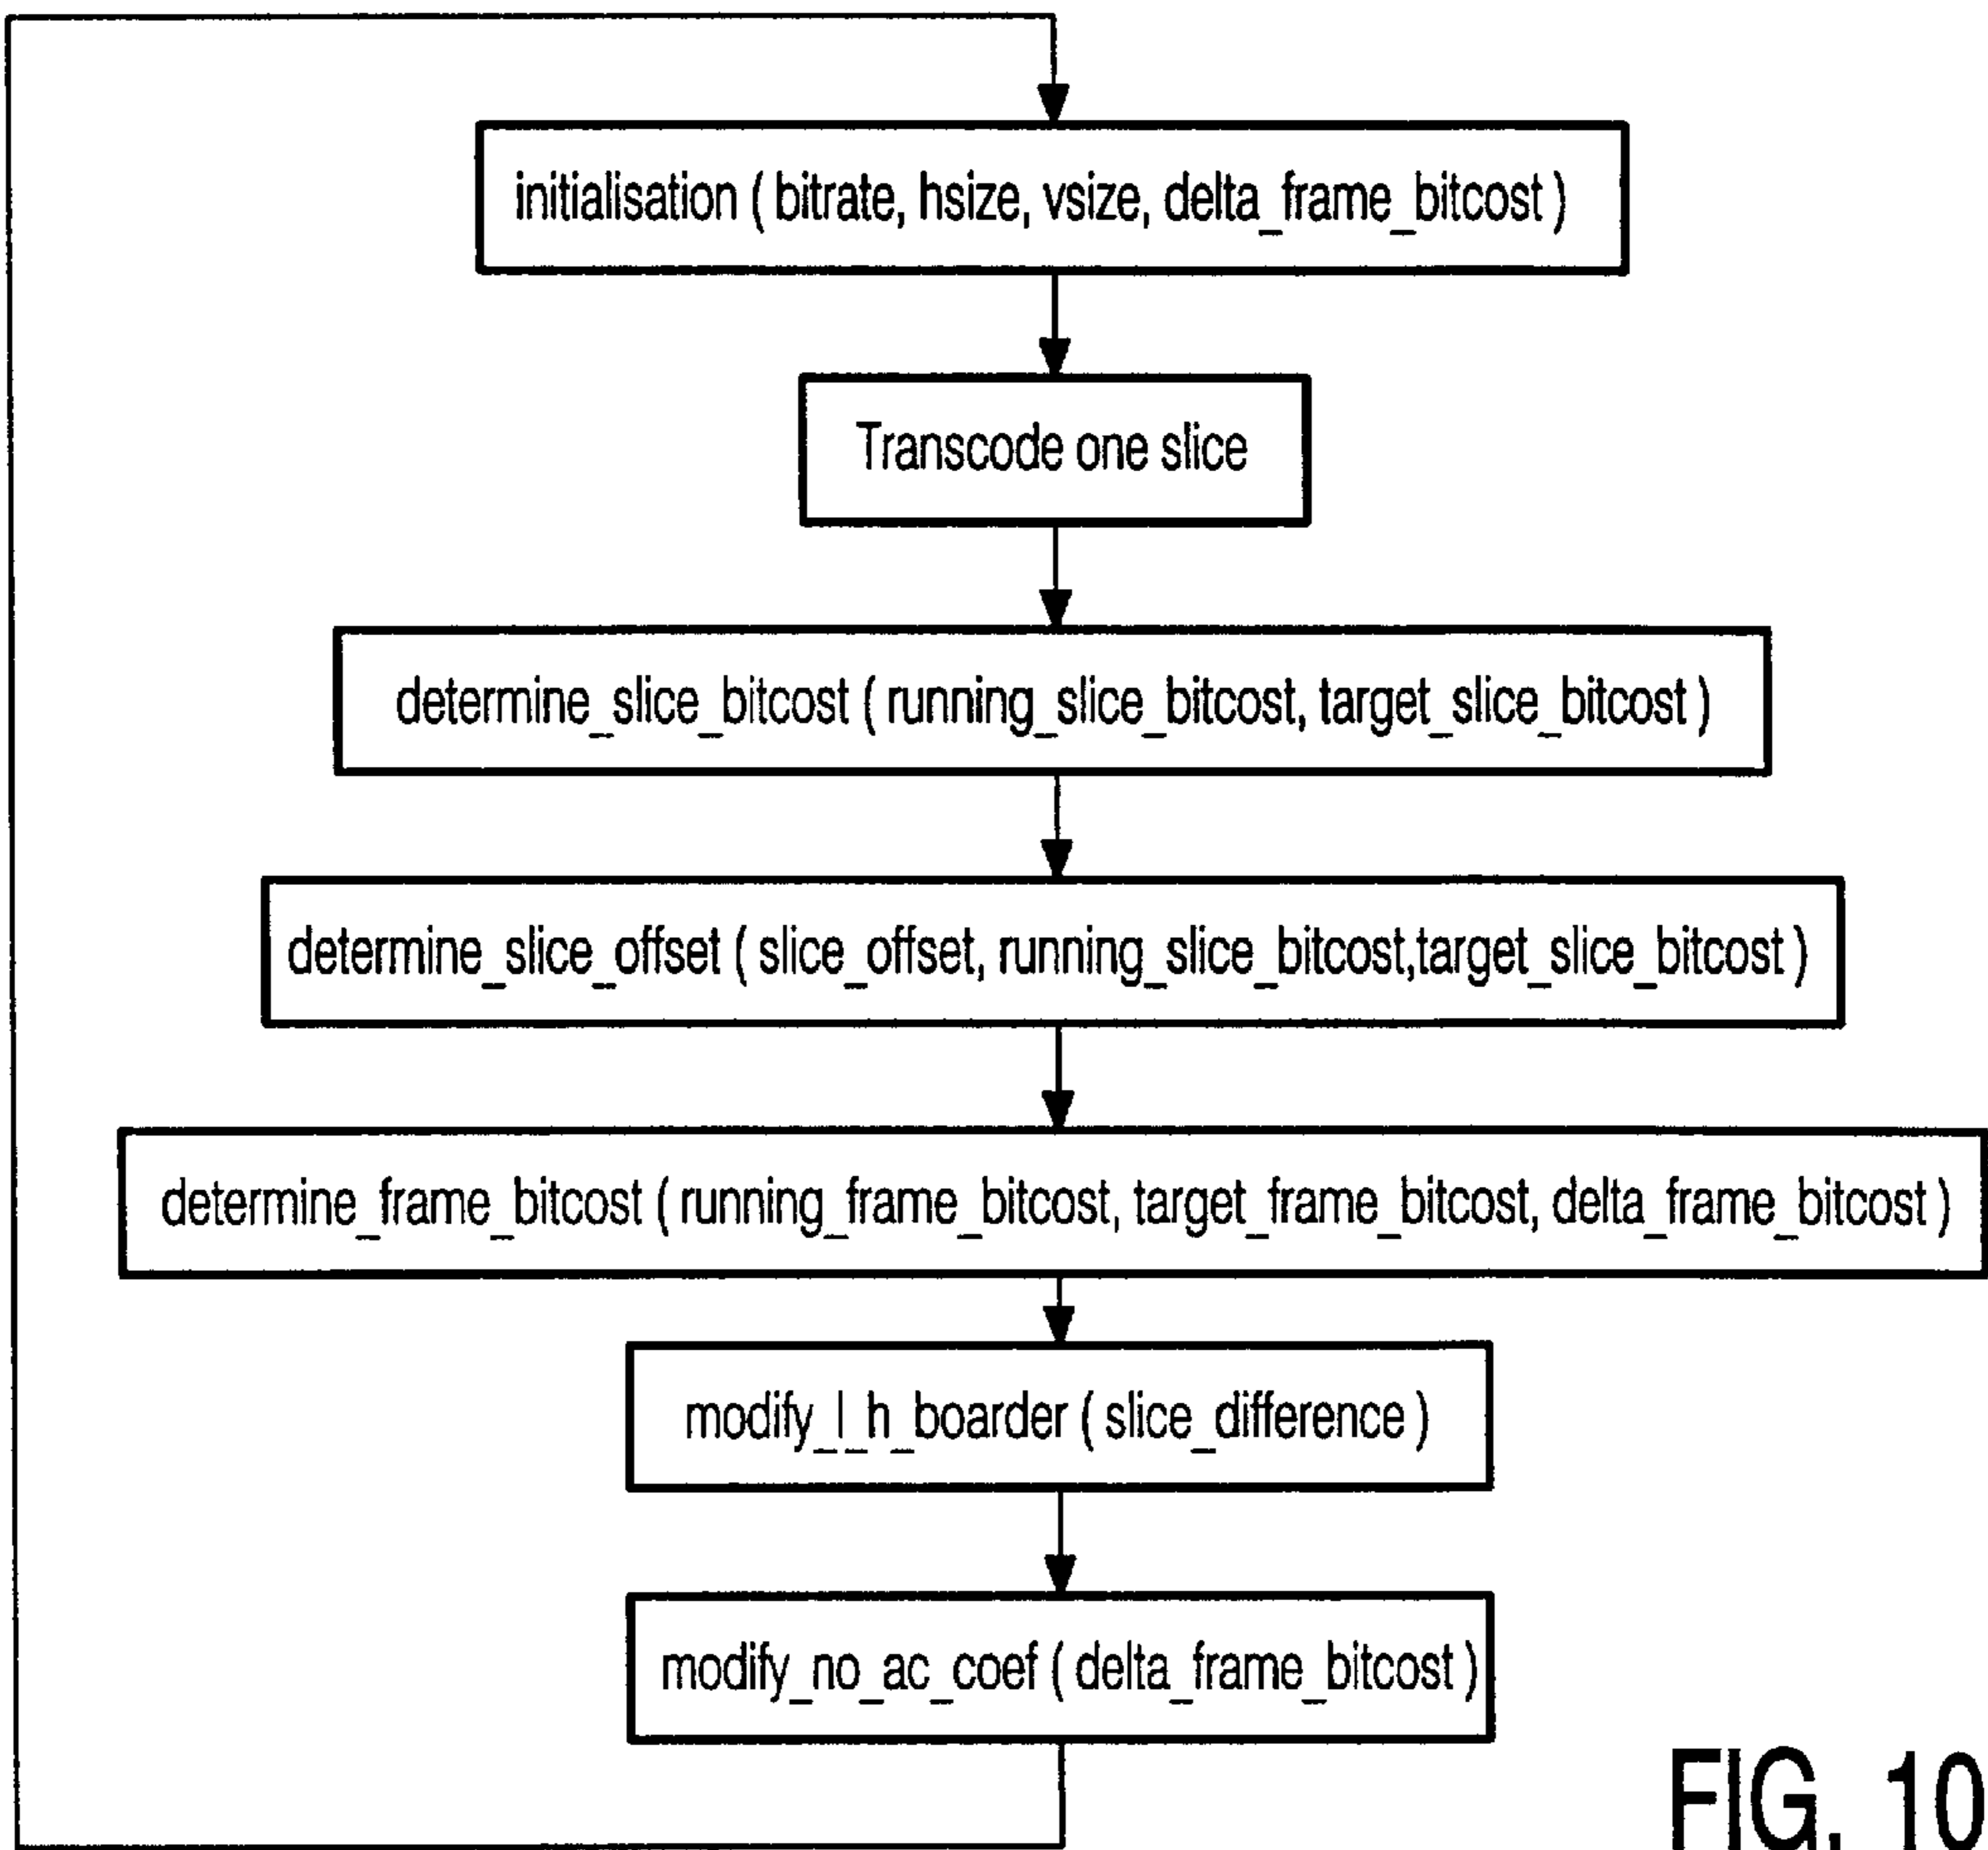 initialisation ( bitrate, hsize, vsize, delta_frame_bitcost )
Transcode one slice
determine_slice_bitcost ( running_slice_bitcost, target_slice_bitcost )
determine_slice_offset ( slice_offset, running_slice_bitcost,target_slice_bitcost )
determine_frame_bitcost ( running_frame_bitcost, target_frame_bitcost, delta_frame_bitcost )
modify_l_h_boarder ( slice_difference )
modify_no_ac_coef ( delta_frame_bitcost )
FIG. 10